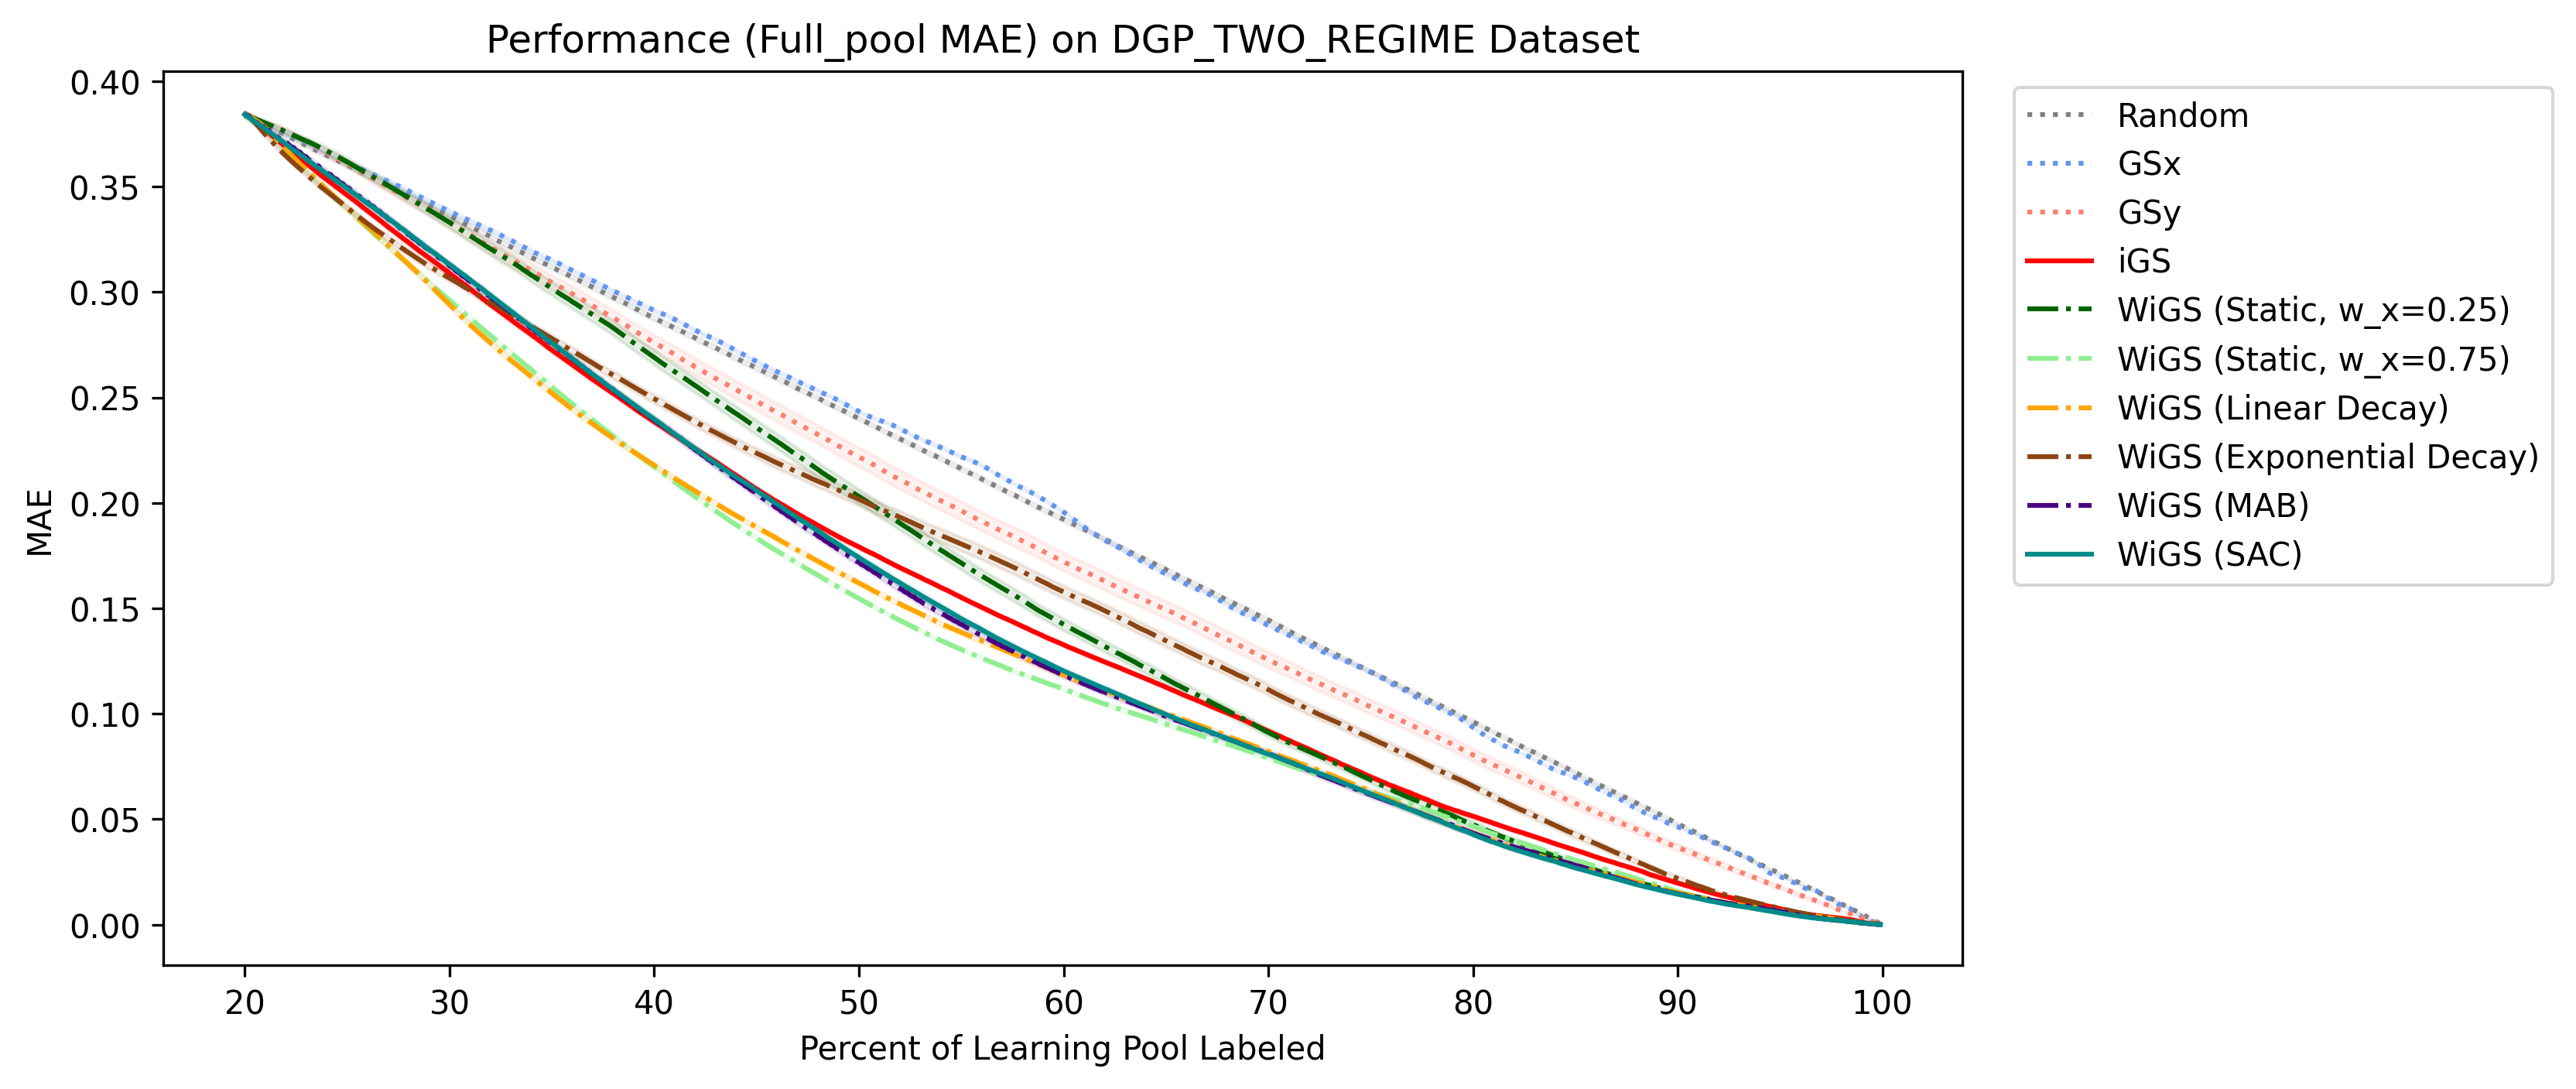 Performance (Full_pool MAE) on DGP_TWO_REGIME Dataset
0.40
0.35
0.30
0.25
0.20
0.15
0.10
0.05
0.00
MAE
20 30 40 50 60 70 80 90 100
Percent of Learning Pool Labeled
Random
GSx
GSy
iGS
WiGS (Static, w_x=0.25)
WiGS (Static, w_x=0.75)
WiGS (Linear Decay)
WiGS (Exponential Decay)
WiGS (MAB)
WiGS (SAC)